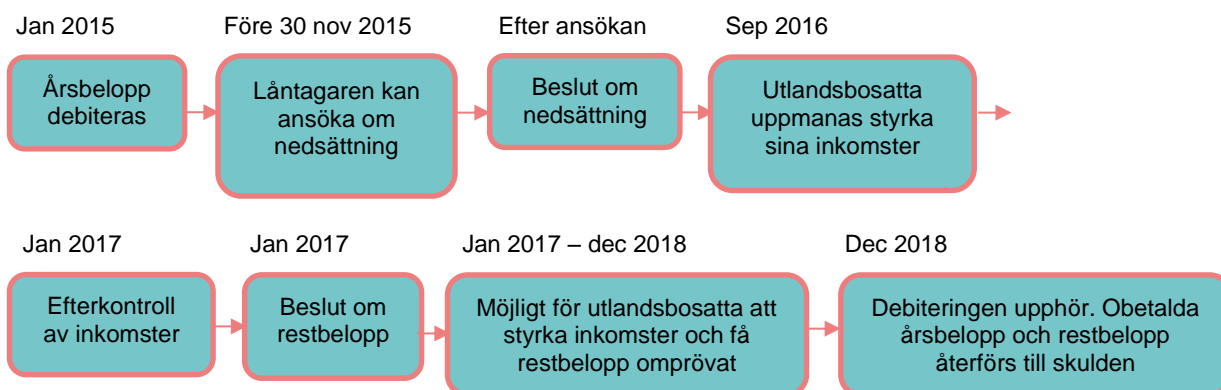 Jan 2015
Före 30 nov 2015
Efter ansökan
Sep 2016
Årsbelopp
debiteras
Låntagaren kan
ansöka om
nedsättning
Beslut om
nedsättning
Utlandsbosatta
uppmanas styrka
sina inkomster
Jan 2017
Jan 2017
Jan 2017 – dec 2018
Dec 2018
Efterkontroll
av inkomster
Beslut om
restbelopp
Möjligt för utlandsbosatta att
styrka inkomster och få
restbelopp omprövat
Debiteringen upphör. Obetalda
årsbelopp och restbelopp
återförs till skulden